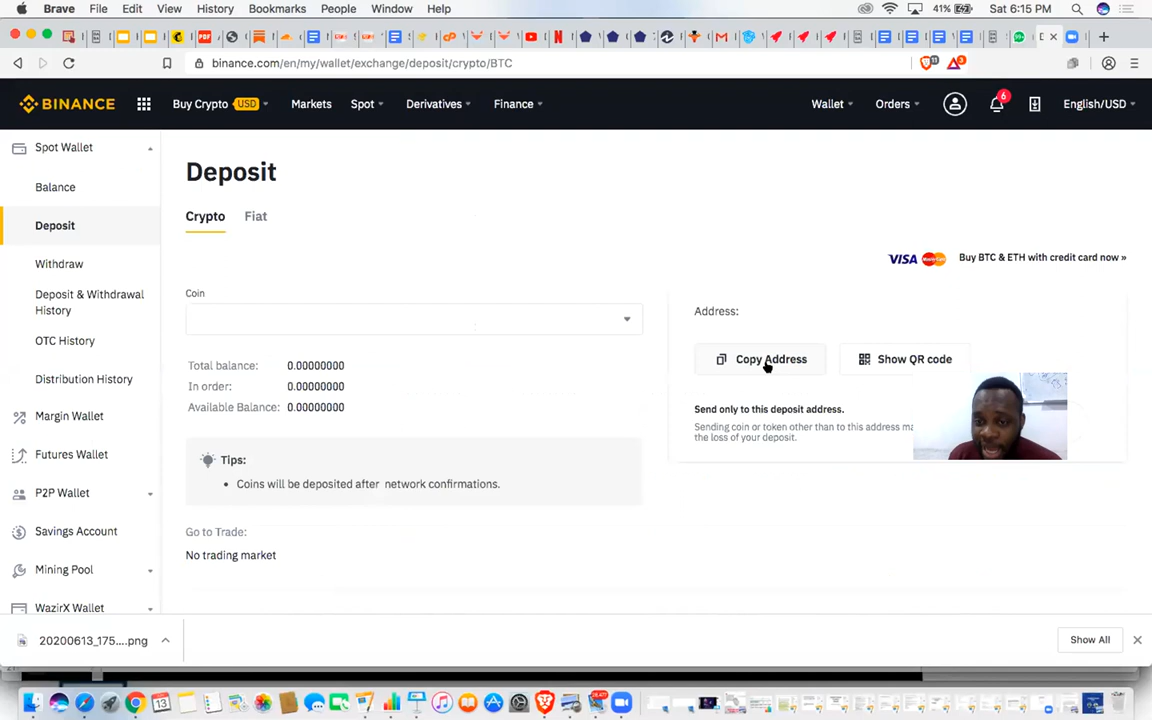 Brave File Edit View History Bookmarks People Window Help 41% Sat 6:15 PM
binance.com/en/my/wallet/exchange/deposit/crypto/BTC
BINANCE Buy Crypto USD Markets Spot Derivatives Finance Wallet Orders 6 English/USD
Spot Wallet
Balance
Deposit
Withdraw
Deposit & Withdrawal
History
OTC History
Distribution History
Margin Wallet
Futures Wallet
P2P Wallet
Savings Account
Mining Pool
WazirX Wallet
Deposit
Crypto Fiat
VISA Buy BTC & ETH with credit card now »
Coin
Total balance: 0.00000000
In order: 0.00000000
Available Balance: 0.00000000
Tips:
• Coins will be deposited after network confirmations.
Go to Trade:
No trading market
Address:
Copy Address Show QR code
Send only to this deposit address.
Sending coin or token other than to this address ma
the loss of your deposit.
20200613_175....png Show All